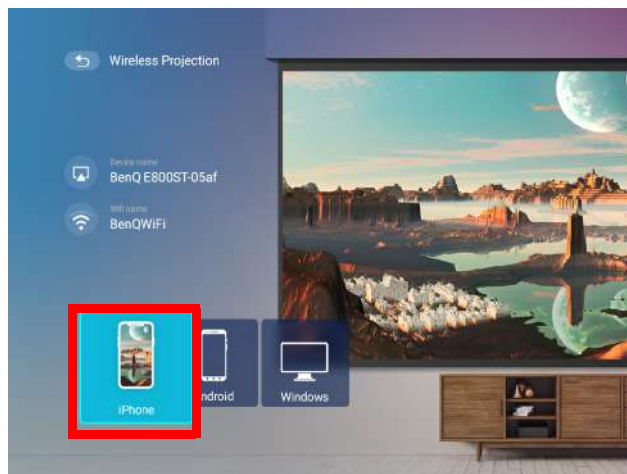 Wireless Projection
Device name
BenQ E800ST-05af
Wifi name
BenQWiFi
iPhone
ndroid
Windows